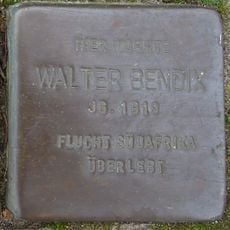 HIER WOHNTE
WALTER BENDIX
JG. 1919
FLUCHT SÜDAFRIKA
ÜBERLEBT